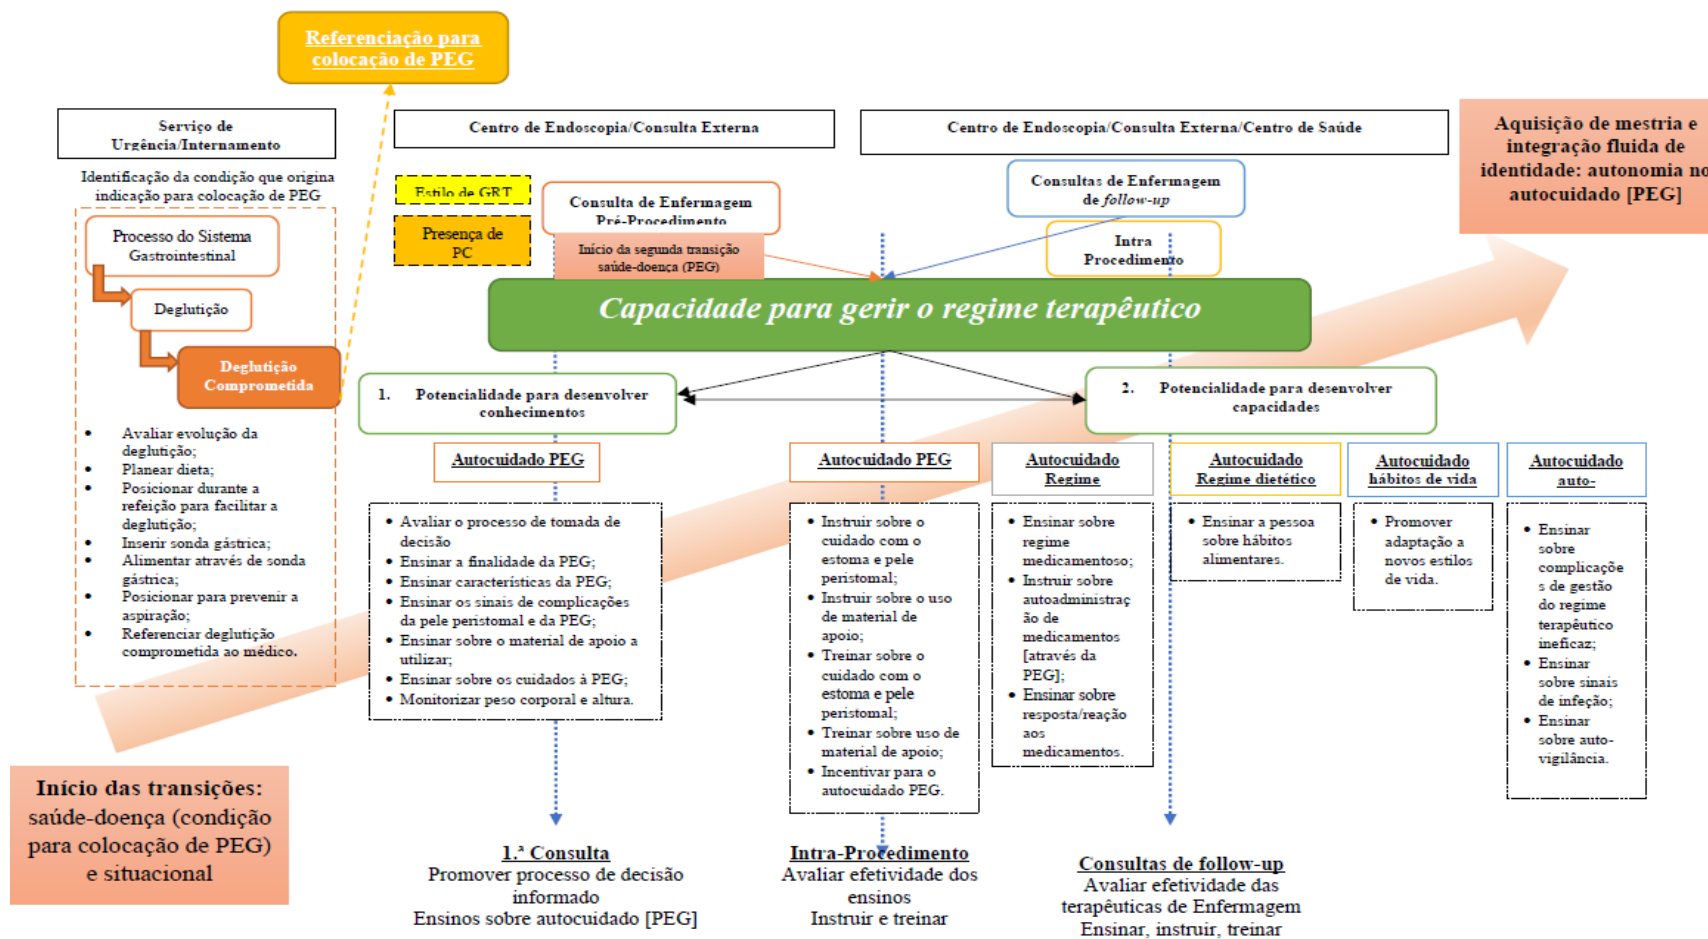 Referenciação para
colocação de PEG
Serviço de
Urgência/Internamento
Centro de Endoscopia/Consulta Externa
Centro de Endoscopia/Consulta Externa/Centro de Saúde
Aquisição de mestria e
integração fluida de
identidade: autonomia no
autocuidado [PEG]
Identificação da condição que origina
indicação para colocação de PEG
Processo do Sistema
Gastrointestinal
Deglutição
Deglutição
Comprometida
• Avaliar evolução da
deglutição;
• Planear dieta;
• Posicionar durante a
refeição para facilitar a
deglutição;
• Inserir sonda gástrica;
• Alimentar através de sonda
gástrica;
• Posicionar para prevenir a
aspiração;
• Referenciar deglutição
comprometida ao médico.
Estilo de GRT
Presença de
PC
Consulta de Enfermagem
Pré-Procedimento
Início da segunda transição
saúde-doença (PEG)
Consultas de Enfermagem
de follow-up
Intra
Procedimento
Capacidade para gerir o regime terapêutico
1. Potencialidade para desenvolver
conhecimentos
2. Potencialidade para desenvolver
capacidades
Autocuidado PEG
• Avaliar o processo de tomada de
decisão
• Ensinar a finalidade da PEG;
• Ensinar características da PEG;
• Ensinar os sinais de complicações
da pele peristomal e da PEG;
• Ensinar sobre o material de apoio a
utilizar;
• Ensinar sobre os cuidados à PEG;
• Monitorizar peso corporal e altura.
Autocuidado PEG
• Instruir sobre o
cuidado com o
estoma e pele
peristomal;
• Instruir sobre o uso
de material de
apoio;
• Treinar sobre o
cuidado com o
estoma e pele
peristomal;
• Treinar sobre uso de
material de apoio;
• Incentivar para o
autocuidado PEG.
Autocuidado
Regime
• Ensinar sobre
regime
medicamentoso;
• Instruir sobre
autoadministraç
ão de
medicamentos
[através da
PEG];
• Ensinar sobre
resposta/reação
aos
medicamentos.
Autocuidado
Regime dietético
• Ensinar a pessoa
sobre hábitos
alimentares.
Autocuidado
hábitos de vida
• Promover
adaptação a
novos estilos
de vida.
Autocuidado
auto-
• Ensinar
sobre
complicaçõe
s de gestão
do regime
terapêutico
ineficaz;
• Ensinar
sobre sinais
de infeção;
• Ensinar
sobre auto-
vigilância.
Início das transições:
saúde-doença (condição
para colocação de PEG)
e situacional
1.ª Consulta
Promover processo de decisão
informado
Ensinos sobre autocuidado [PEG]
Intra-Procedimento
Avaliar efetividade dos
ensinos
Instruir e treinar
Consultas de follow-up
Avaliar efetividade das
terapêuticas de Enfermagem
Ensinar, instruir, treinar